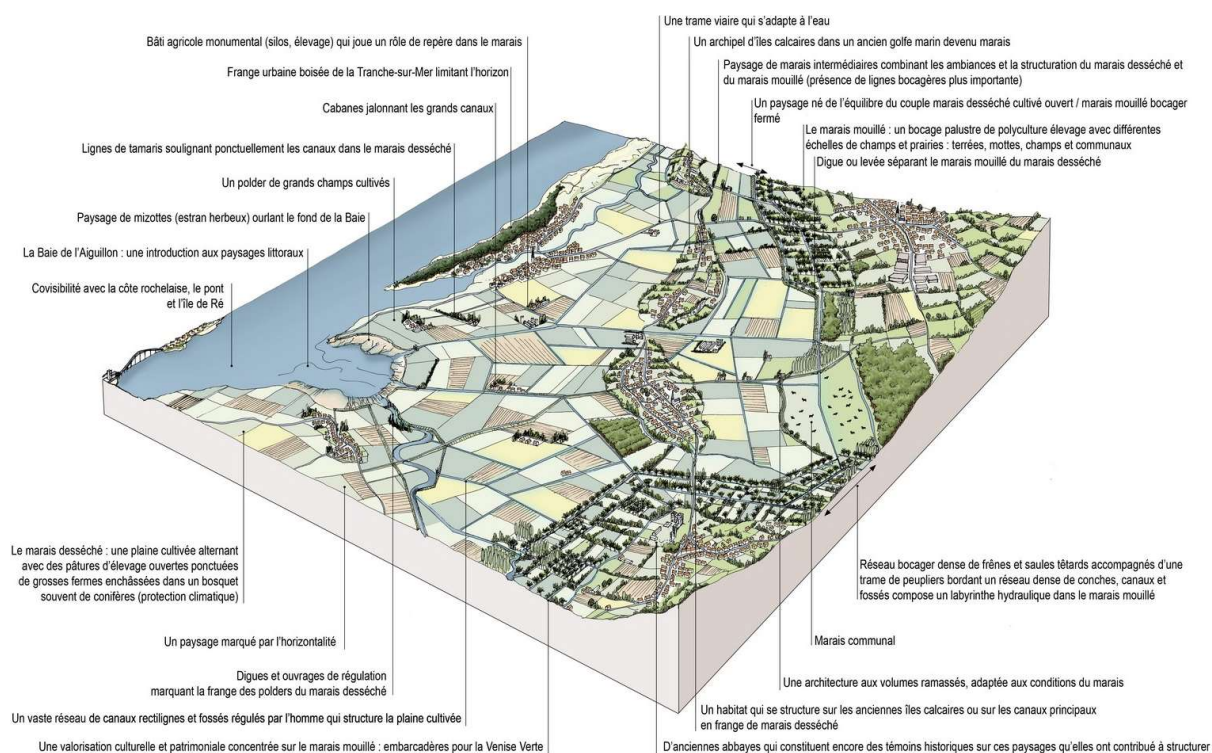 Une trame viaire qui s'adapte à l'eau
Bâti agricole monumental (silos, élevage) qui joue un rôle de repère dans le marais
Un archipel d'îles calcaires dans un ancien golfe marin devenu marais
Frange urbaine boisée de la Tranche-sur-Mer limitant l'horizon
Paysage de marais intermédiaires combinant les ambiances et la structuration du marais desséché et
du marais mouillé (présence de lignes bocagères plus importante)
Cabanes jalonnant les grands canaux
Un paysage né de l'équilibre du couple marais desséché cultivé ouvert / marais mouillé bocager
fermé
Le marais mouillé : un bocage palustre de polyculture élevage avec différentes
échelles de champs et prairies : terrées, mottes, champs et communaux
Lignes de tamaris soulignant ponctuellement les canaux dans le marais desséché
Digue ou levée séparant le marais mouillé du marais desséché
Un polder de grands champs cultivés
Paysage de mizottes (estran herbeux) ourlant le fond de la Baie
La Baie de l'Aiguillon : une introduction aux paysages littoraux
Covisibilité avec la côte rochelaise, le pont
et l'île de Ré
Le marais desséché : une plaine cultivée alternant
avec des pâtures d'élevage ouvertes ponctuées
de grosses fermes enchâssées dans un bosquet
souvent de conifères (protection climatique)
Réseau bocager dense de frênes et saules têtards accompagnés d'une
trame de peupliers bordant un réseau dense de conches, canaux et
fossés compose un labyrinthe hydraulique dans le marais mouillé
Un paysage marqué par l'horizontalité
Marais communal
Digues et ouvrages de régulation
marquant la frange des polders du marais desséché
Une architecture aux volumes ramassés, adaptée aux conditions du marais
Un vaste réseau de canaux rectilignes et fossés régulés par l'homme qui structure la plaine cultivée
Un habitat qui se structure sur les anciennes îles calcaires ou sur les canaux principaux
en frange de marais desséché
Une valorisation culturelle et patrimoniale concentrée sur le marais mouillé : embarcadères pour la Venise Verte
D'anciennes abbayes qui constituent encore des témoins historiques sur ces paysages qu'elles ont contribué à structurer